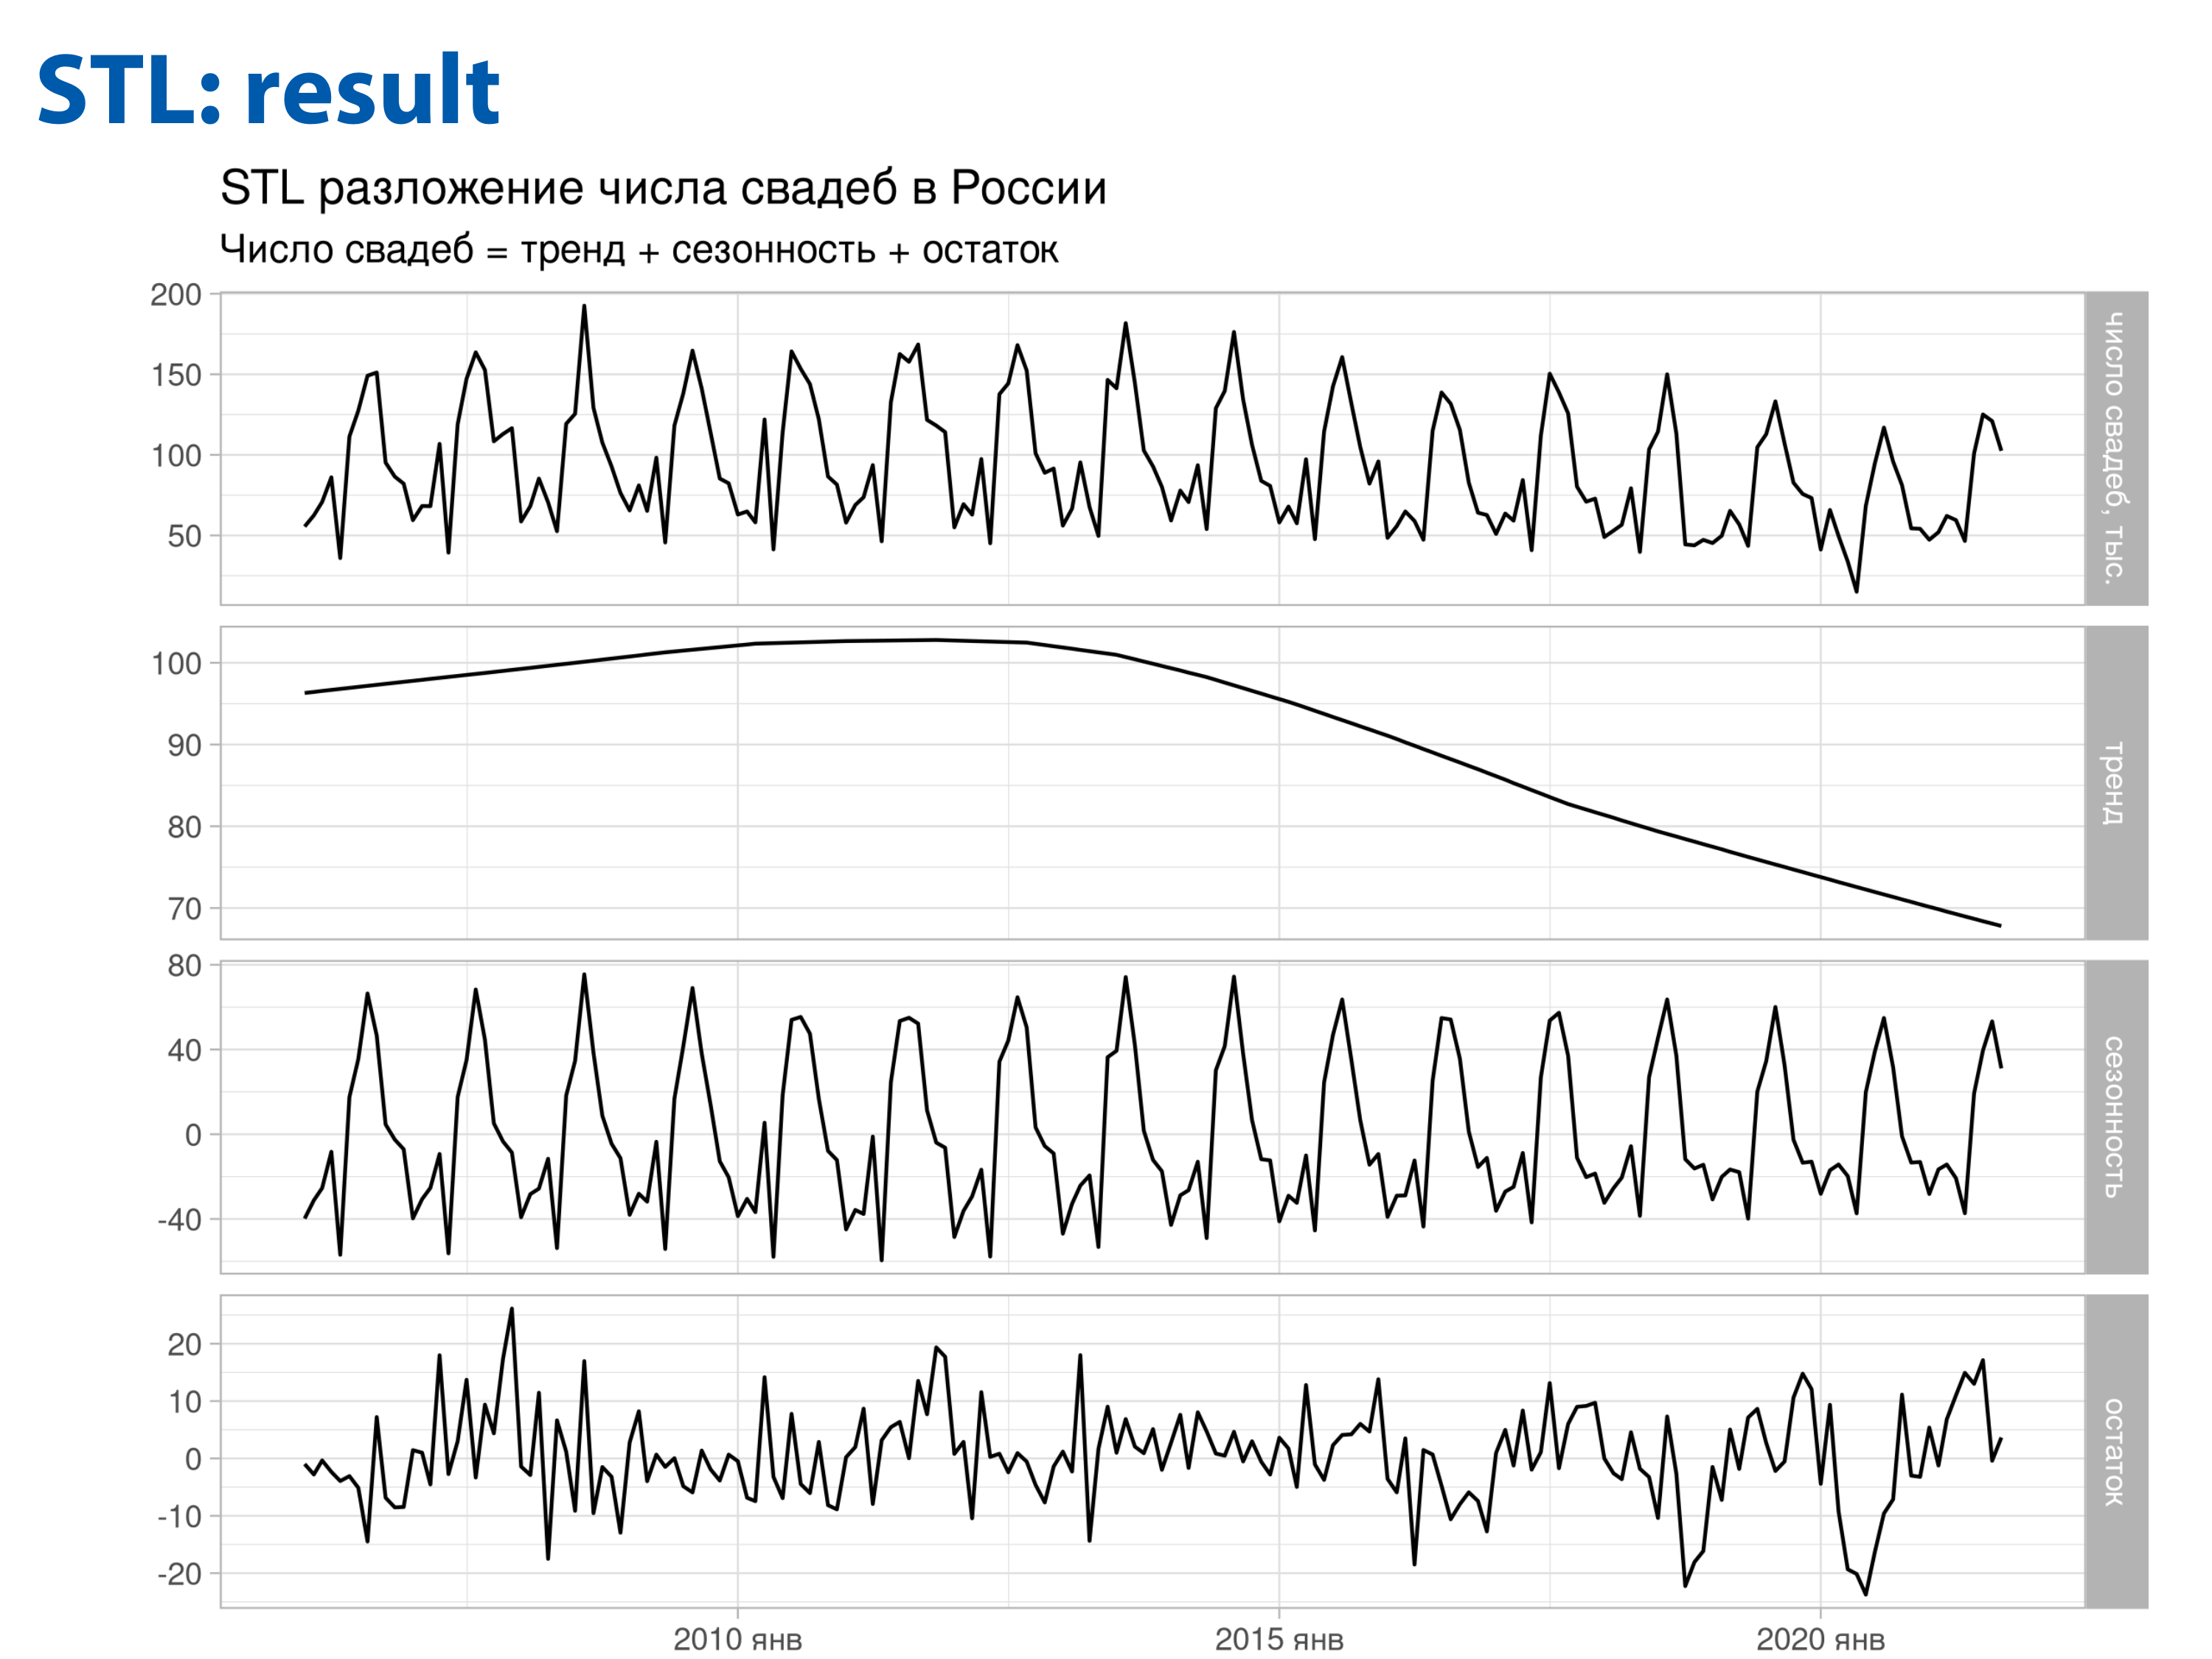 STL: result
STL разложение числа свадеб в России
Число свадеб = тренд + сезонность + остаток
200
150
100
50
число свадеб, тыс.
100
90
80
70
тренд
80
40
0
-40
сезонность
20
10
0
-10
-20
остаток
2010 янв
2015 янв
2020 янв